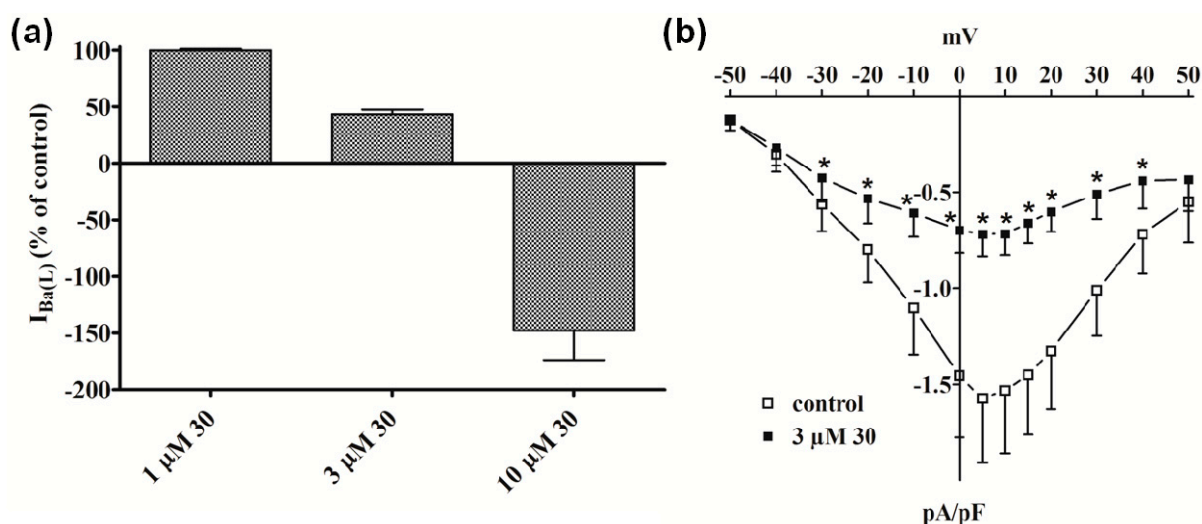 (a)
I_Ba(L) (% of control)
100
50
0
-50
-100
-150
-200
1 µM 30
3 µM 30
10 µM 30
(b)
mV
-50 -40 -30 -20 -10 0 10 20 30 40 50
* * * * * * * * * *
-0.5
-1.0
-1.5
control
3 µM 30
pA/pF